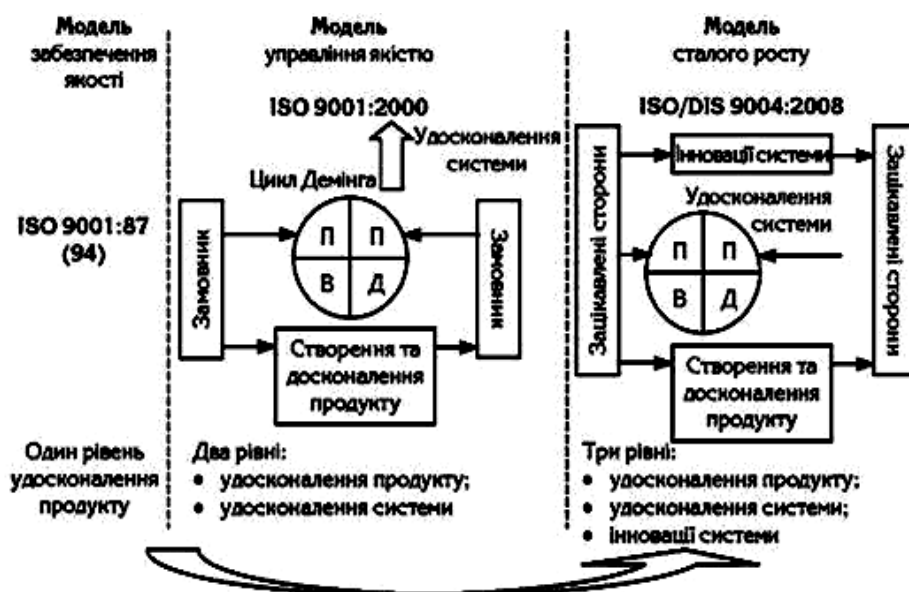 Модель
забезпечення
якості
ISO 9001:87
(94)
Один рівень
удосконалення
продукту
Модель
управління якістю
ISO 9001:2000
Удосконалення
системи
Цикл Демінга
Замовник
П П
В Д
Замовник
Створення та
досконалення
продукту
Два рівні:
• удосконалення продукту;
• удосконалення системи
Модель
сталого росту
ISO/DIS 9004:2008
Зацікавлені сторони
Інновації системи
Зацікавлені сторони
Удосконалення
системи
П П
В Д
Створення та
досконалення
продукту
Три рівні:
• удосконалення продукту;
• удосконалення системи;
• інновації системи